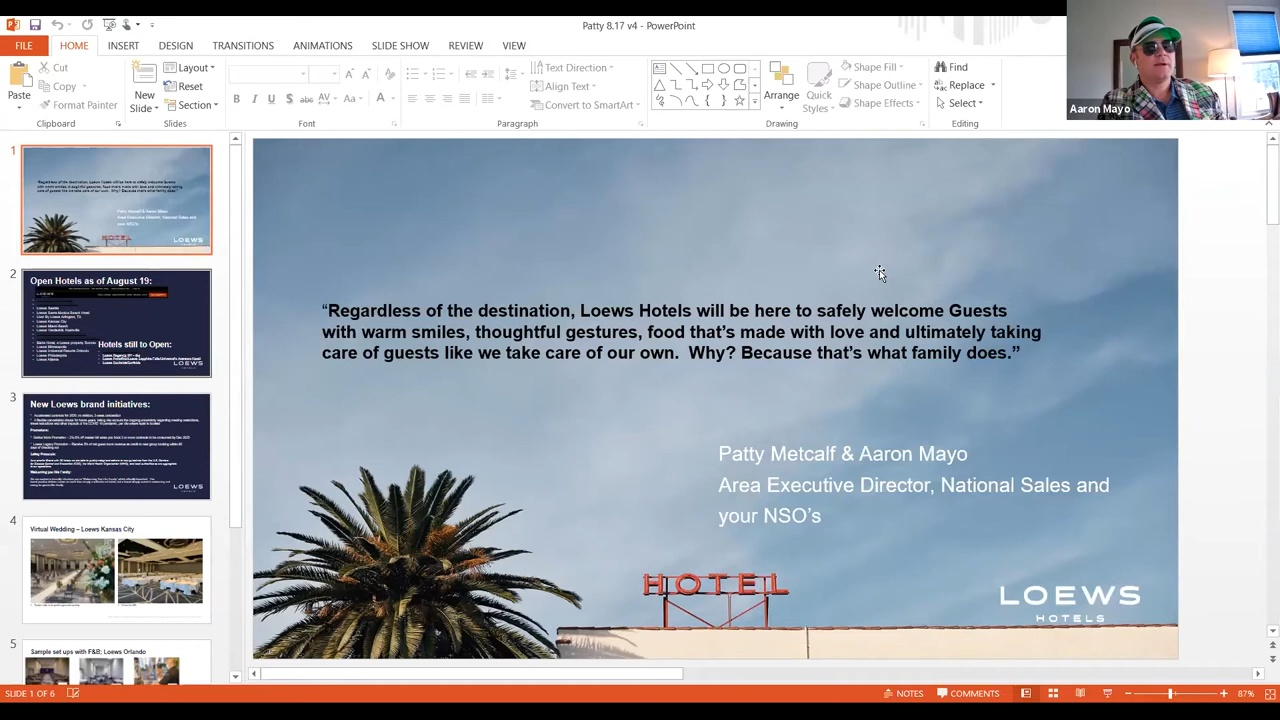 Patty 8.17 v4 - PowerPoint
FILE HOME INSERT DESIGN TRANSITIONS ANIMATIONS SLIDE SHOW REVIEW VIEW
Paste
Cut
Copy
Format Painter
Clipboard
New
Slide
Layout
Reset
Section
Slides
Font
Text Direction
Align Text
Convert to SmartArt
Paragraph
Arrange
Quick
Styles
Shape Fill
Shape Outline
Shape Effects
Drawing
Find
Replace
Select
Editing
Aaron Mayo
1
2
Open Hotels as of August 19:
Hotels still to Open:
3
New Loews brand initiatives:
4
Virtual Wedding – Loews Kansas City
5
Sample set ups with F&B; Loews Orlando
“Regardless of the destination, Loews Hotels will be here to safely welcome Guests
with warm smiles, thoughtful gestures, food that’s made with love and ultimately taking
care of guests like we take care of our own. Why? Because that’s what family does.”
Patty Metcalf & Aaron Mayo
Area Executive Director, National Sales and
your NSO’s
HOTEL
LOEWS
HOTELS
SLIDE 1 OF 6
NOTES
COMMENTS
87%